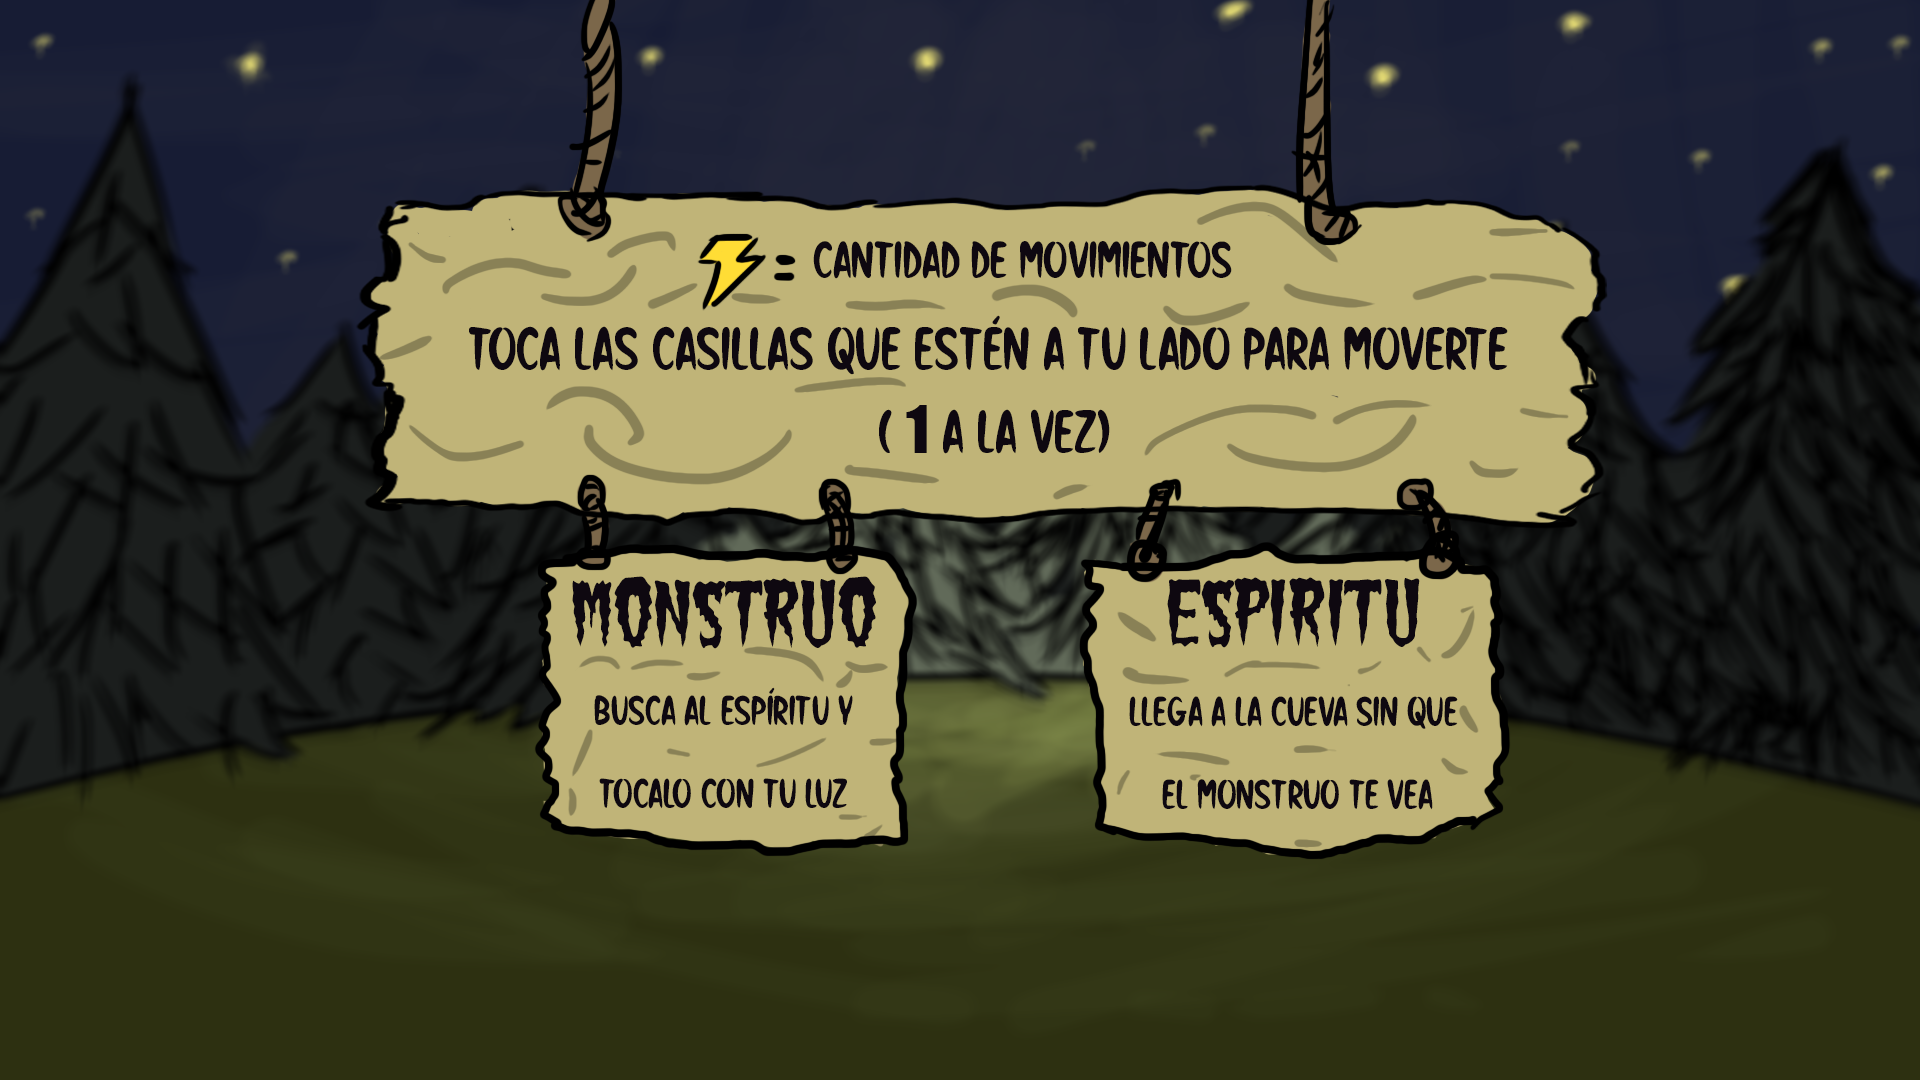 = CANTIDAD DE MOVIMIENTOS
TOCA LAS CASILLAS QUE ESTÉN A TU LADO PARA MOVERTE
( 1 A LA VEZ)
MONSTRUO
BUSCA AL ESPÍRITU Y
TOCALO CON TU LUZ
ESPIRITU
LLEGA A LA CUEVA SIN QUE
EL MONSTRUO TE VEA